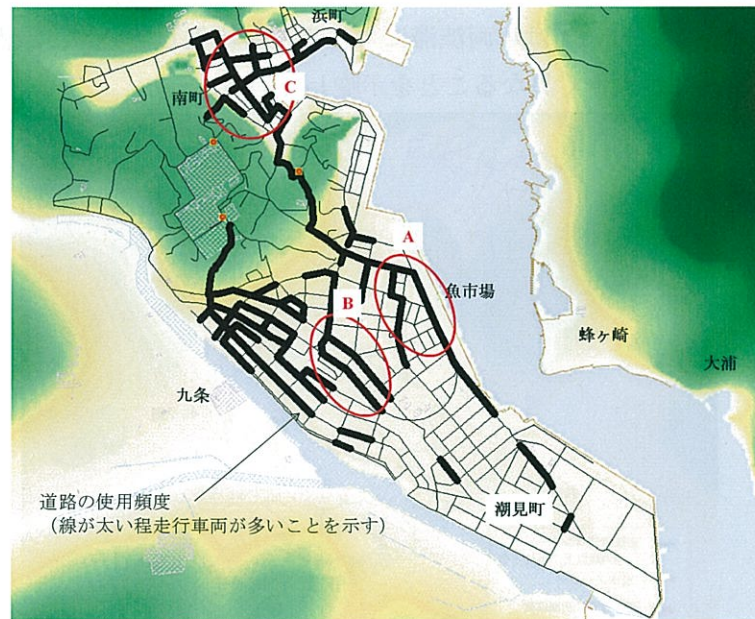 浜町
南町
C
A
魚市場
B
蜂ヶ崎
大浦
九条
道路の使用頻度
（線が太い程走行車両が多いことを示す）
潮見町